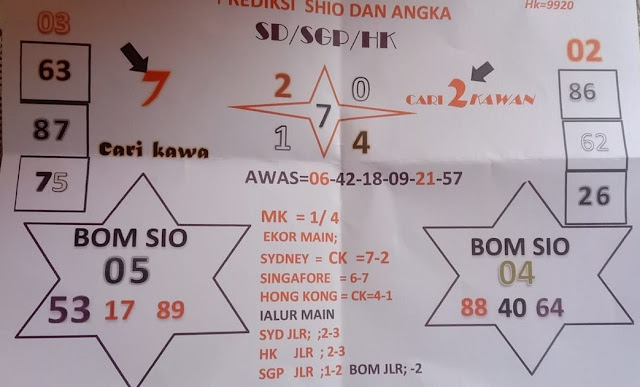 PREDIKSI SHIO DAN ANGKA
Hk=9920
SD/SGP/HK
03
63
87
75
7
Cari kawa
2 0
7
1 4
CARI 2 KAWAN
02
86
62
26
AWAS=06-42-18-09-21-57
MK = 1/ 4
EKOR MAIN;
SYDNEY = CK =7-2
SINGAPORE = 6-7
HONG KONG = CK=4-1
IALUR MAIN
SYD JLR; ;2-3
HK JLR ; 2-3
SGP JLR ;1-2 BOM JLR; -2
BOM SIO
05
53 17 89
BOM SIO
04
88 40 64